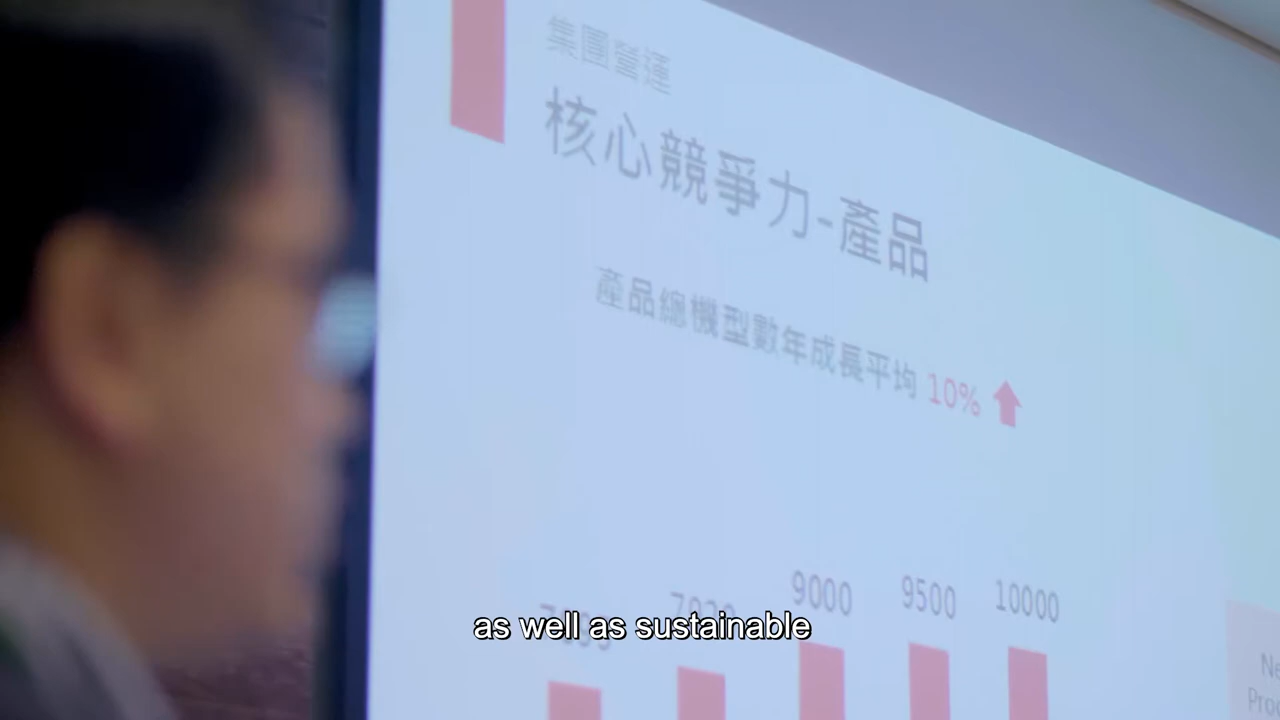 集團營運
核心競爭力-產品
產品總機型數年成長平均 10%
9000 9500 10000
as well as sustainable